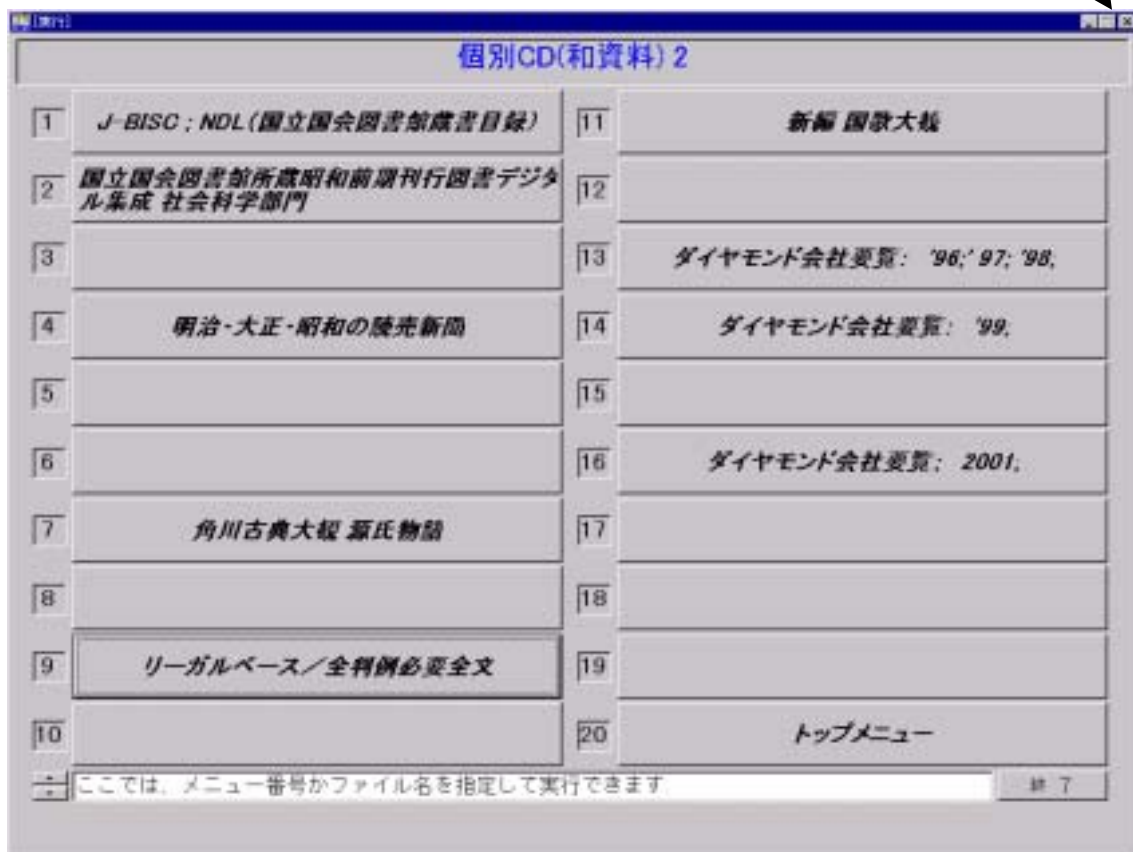 [実行]
個別CD(和資料) 2
1 J-BISC ; NDL(国立国会図書館蔵書目録)
2 国立国会図書館所蔵昭和前期刊行図書デジタ
ル集成 社会科学部門
3
4 明治・大正・昭和の読売新聞
5
6
7 角川古典大観 源氏物語
8
9 リーガルベース/全判例必要全文
10
11 新編 国歌大観
12
13 ダイヤモンド会社要覧: '96;'97; '98,
14 ダイヤモンド会社要覧: '99,
15
16 ダイヤモンド会社要覧; 2001,
17
18
19
20 トップメニュー
ここでは、メニュー番号かファイル名を指定して実行できます
終了